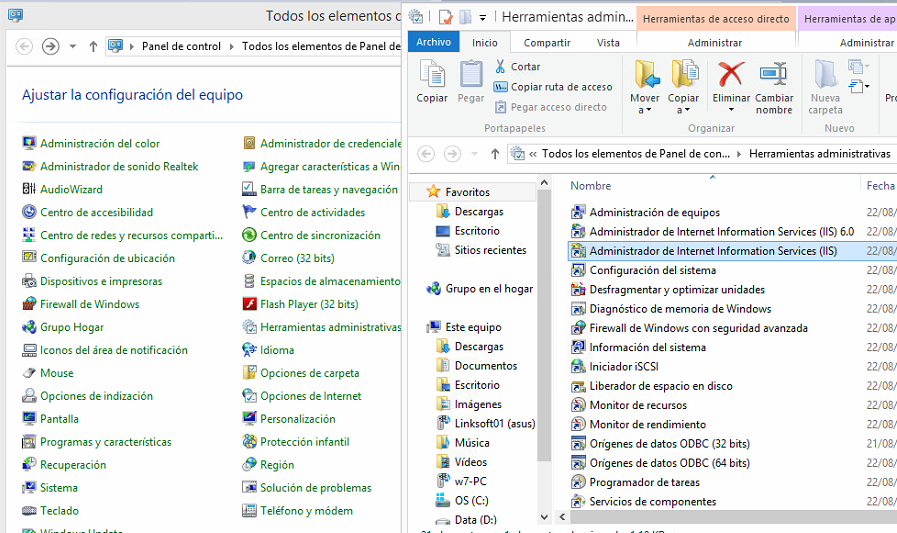 Todos los elementos d
Panel de control
Todos los elementos de Panel de
Ajustar la configuración del equipo
Administración del color
Administrador de credenciale
Administrador de sonido Realtek
Agregar características a Win
AudioWizard
Barra de tareas y navegación
Centro de accesibilidad
Centro de actividades
Centro de redes y recursos comparti...
Centro de sincronización
Configuración de ubicación
Correo (32 bits)
Dispositivos e impresoras
Espacios de almacenamiento
Firewall de Windows
Flash Player (32 bits)
Grupo Hogar
Herramientas administrativas
Iconos del área de notificación
Idioma
Mouse
Opciones de carpeta
Opciones de indización
Opciones de Internet
Pantalla
Personalización
Programas y características
Protección infantil
Recuperación
Región
Sistema
Solución de problemas
Teclado
Teléfono y módem
Windows Update
Herramientas admin...
Herramientas de acceso directo
Herramientas de ap
Archivo
Inicio
Compartir
Vista
Administrar
Administrar
Copiar
Pegar
Cortar
Copiar ruta de acceso
Pegar acceso directo
Portapapeles
Mover a
Copiar a
Eliminar
Cambiar nombre
Organizar
Nueva carpeta
Nuevo
Pro
« Todos los elementos de Panel de con...
Herramientas administrativas
Favoritos
Descargas
Escritorio
Sitios recientes
Grupo en el hogar
Este equipo
Descargas
Documentos
Escritorio
Imágenes
Linksoft01 (asus)
Música
Vídeos
w7-PC
OS (C:)
Data (D:)
Nombre
Fecha
Administración de equipos
22/08/
Administrador de Internet Information Services (IIS) 6.0
22/08/
Administrador de Internet Information Services (IIS)
22/08/
Configuración del sistema
22/08/
Desfragmentar y optimizar unidades
22/08/
Diagnóstico de memoria de Windows
22/08/
Firewall de Windows con seguridad avanzada
22/08/
Información del sistema
22/08/
Iniciador iSCSI
22/08/
Liberador de espacio en disco
22/08/
Monitor de recursos
22/08/
Monitor de rendimiento
22/08/
Orígenes de datos ODBC (32 bits)
21/08/
Orígenes de datos ODBC (64 bits)
22/08/
Programador de tareas
22/08/
Servicios de componentes
22/08/